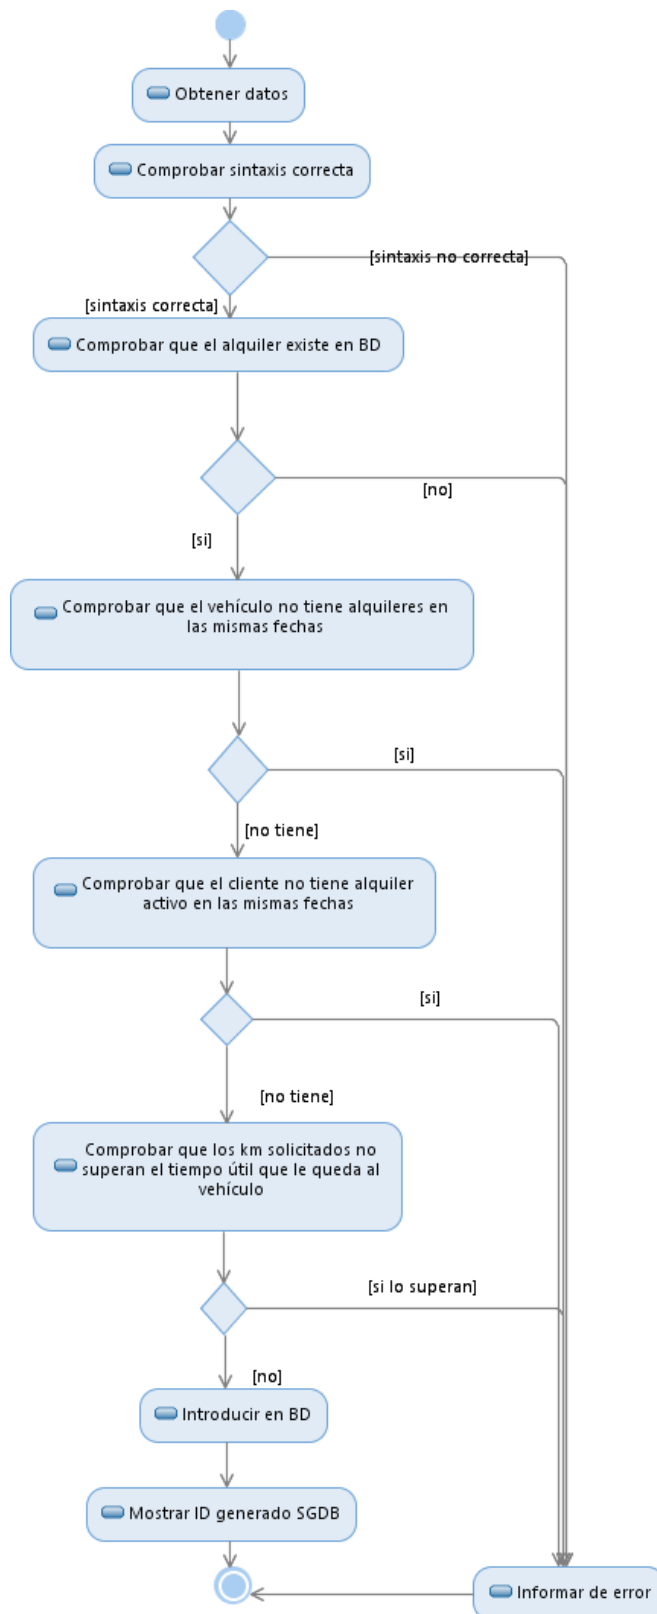 Obtener datos
Comprobar sintaxis correcta
[sintaxis no correcta]
[sintaxis correcta]
Comprobar que el alquiler existe en BD
[no]
[si]
Comprobar que el vehículo no tiene alquileres en
las mismas fechas
[si]
[no tiene]
Comprobar que el cliente no tiene alquiler
activo en las mismas fechas
[si]
[no tiene]
Comprobar que los km solicitados no
superan el tiempo útil que le queda al
vehículo
[si lo superan]
[no]
Introducir en BD
Mostrar ID generado SGDB
Informar de error